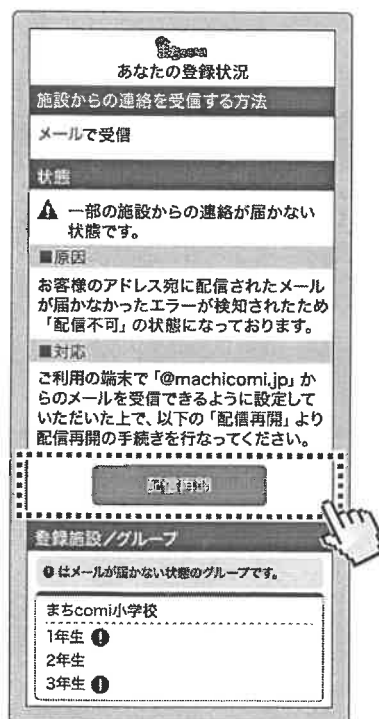 あなたの登録状況
施設からの連絡を受信する方法
メールで受信
状態
一部の施設からの連絡が届かない
状態です。
■原因
お客様のアドレス宛に配信されたメール
が届かなかったエラーが検知されたため
「配信不可」の状態になっております。
■対応
ご利用の端末で「@machicomi.jp」か
らのメールを受信できるように設定して
いただいた上で、以下の「配信再開」より
配信再開の手続きを行なってください。
登録施設/グループ
はメールが届かない状態のグループです。
まちcomi小学校
1年生
2年生
3年生